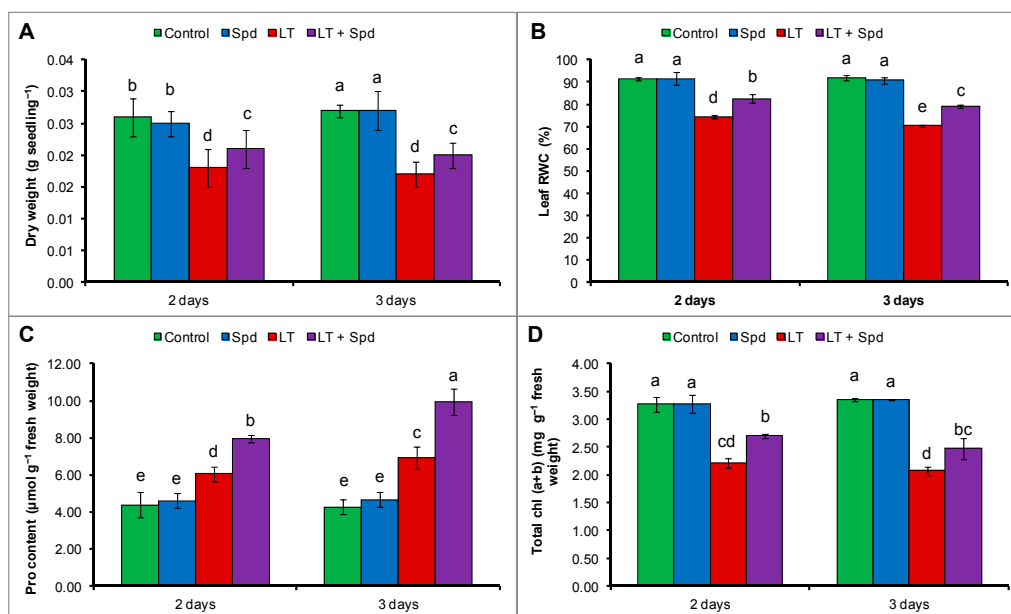 A
Control Spd LT LT + Spd
Dry weight (g seedling⁻¹)
0.04
0.03
0.03
0.02
0.02
0.01
0.01
0.00
b b d c a a d c
2 days 3 days
B
Control Spd LT LT + Spd
Leaf RWC (%)
100
90
80
70
60
50
40
30
20
10
0
a a d b a a e c
2 days 3 days
C
Control Spd LT LT + Spd
Pro content (µmol g⁻¹ fresh weight)
12.00
10.00
8.00
6.00
4.00
2.00
0.00
e e d b e e c a
2 days 3 days
D
Control Spd LT LT + Spd
Total chl (a+b) (mg g⁻¹ fresh
weight)
4.00
3.50
3.00
2.50
2.00
1.50
1.00
0.50
0.00
a a cd b a a d bc
2 days 3 days